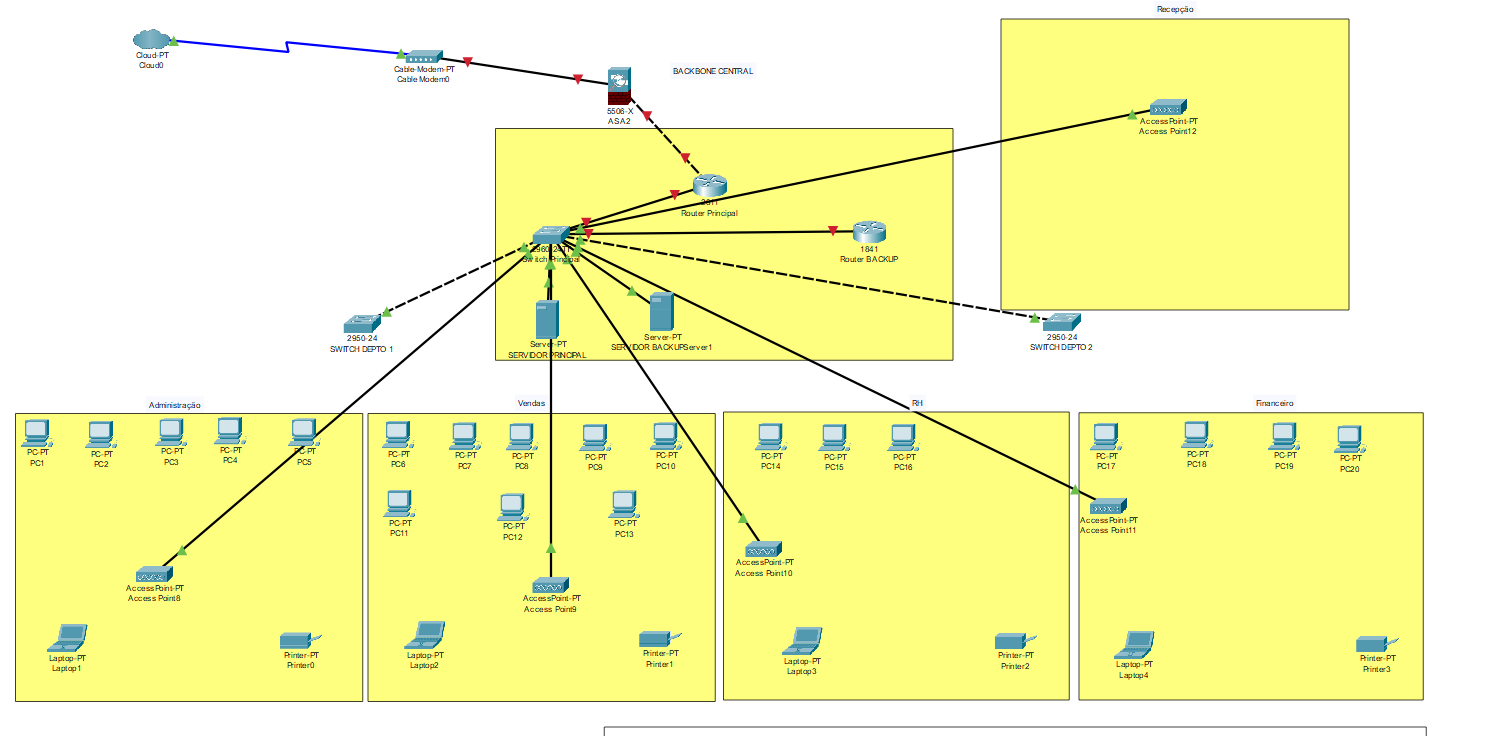 Recepção
Cloud-PT
Cloud0
Cable-Modem-PT
Cable Modem0
BACKBONE CENTRAL
5506-X
ASA2
AccessPoint-PT
Access Point12
Router Principal
1841
Router BACKUP
Switch Principal
2950-24
SWITCH DEPTO 1
Server-PT
SERVIDOR PRINCIPAL
Server-PT
SERVIDOR BACKUPServer1
2950-24
SWITCH DEPTO 2
Administração
Vendas
RH
Financeiro
PC-PT
PC1
PC-PT
PC2
PC-PT
PC3
PC-PT
PC4
PC-PT
PC5
PC-PT
PC6
PC-PT
PC7
PC-PT
PC8
PC-PT
PC9
PC-PT
PC10
PC-PT
PC14
PC-PT
PC15
PC-PT
PC16
PC-PT
PC17
PC-PT
PC18
PC-PT
PC19
PC-PT
PC20
PC-PT
PC11
PC-PT
PC12
PC-PT
PC13
AccessPoint-PT
Access Point11
AccessPoint-PT
Access Point10
AccessPoint-PT
Access Point8
AccessPoint-PT
Access Point9
Laptop-PT
Laptop1
Printer-PT
Printer0
Laptop-PT
Laptop2
Printer-PT
Printer1
Laptop-PT
Laptop3
Printer-PT
Printer2
Laptop-PT
Laptop4
Printer-PT
Printer3